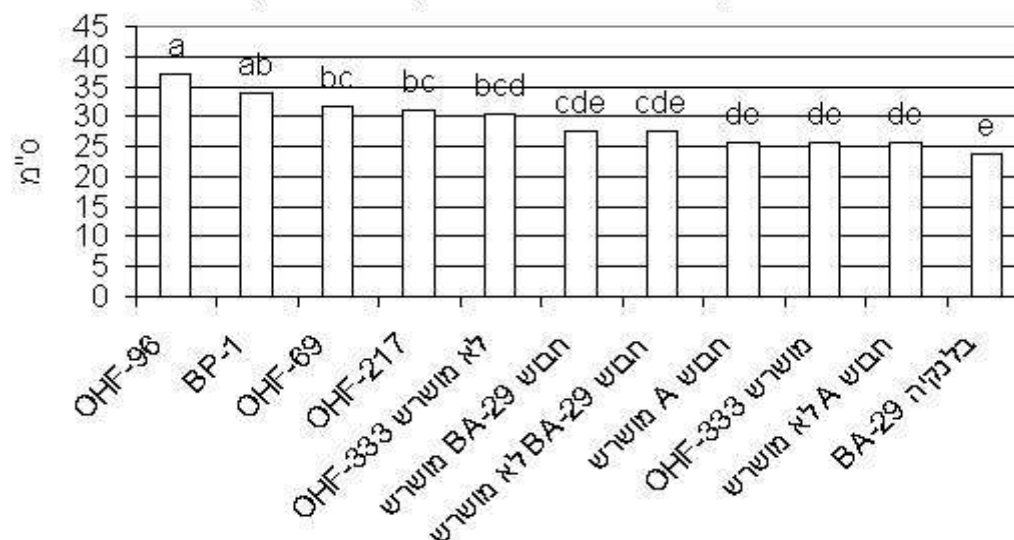 45
40
35
30
25
20
15
10
5
0
ס"מ
a
ab
bc
bc
bcd
cde
cde
de
de
de
e
OHF-96
BP-1
OHF-69
OHF-217
לא מושרש OHF-333
חבוש BA-29 מושרש
חבוש BA-29 לא מושרש
חבוש A מושרש
מושרש OHF-333
חבוש A לא מושרש
בלנקיה BA-29